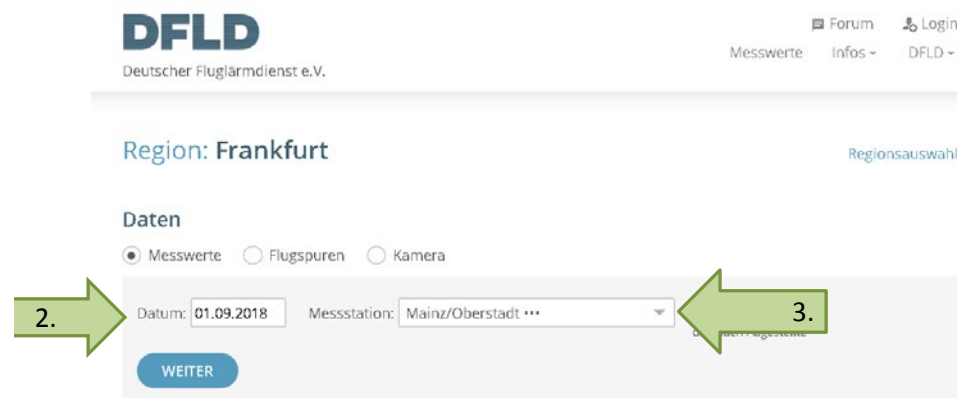 DFLD
Deutscher Fluglärmdienst e.V.
Forum Login
Messwerte Infos DFLD
Region: Frankfurt
Regionsauswahl
Daten
Messwerte Flugspuren Kamera
2. Datum: 01.09.2018 Messstation: Mainz/Oberstadt ••• 3.
WEITER